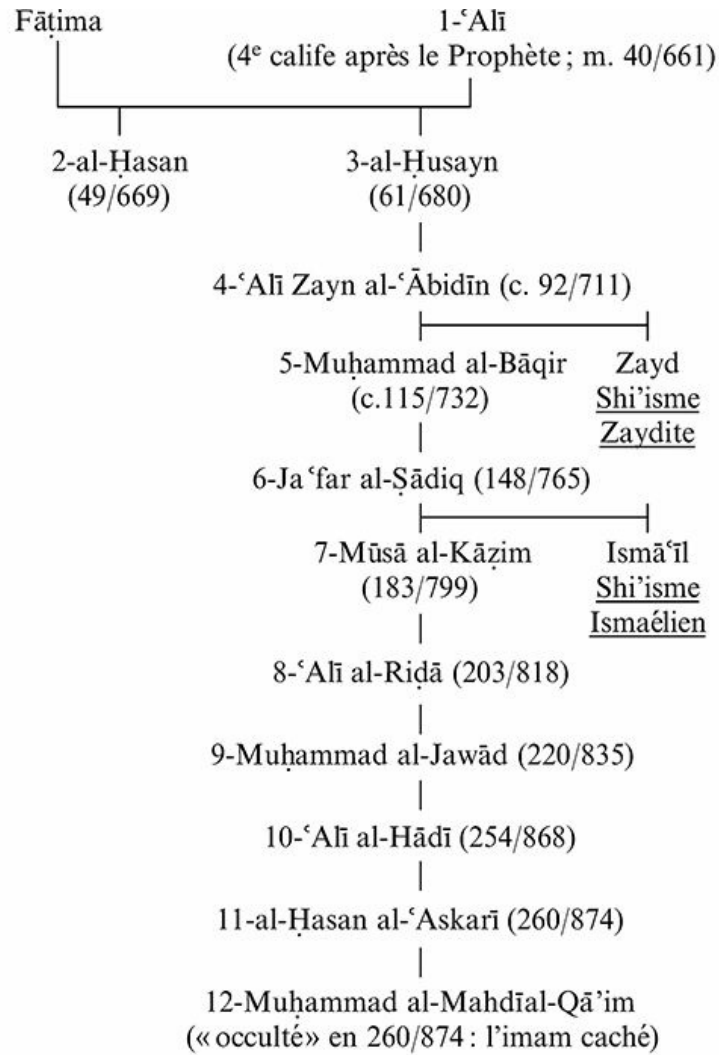 Fāṭima 1-ʿAlī
(4e calife après le Prophète ; m. 40/661)
2-al-Ḥasan 3-al-Ḥusayn
(49/669) (61/680)
4-ʿAlī Zayn al-ʿĀbidīn (c. 92/711)
5-Muḥammad al-Bāqir Zayd
(c.115/732) Shi'isme
Zaydite
6-Ja ʿfar al-Ṣādiq (148/765)
7-Mūsā al-Kāẓim Ismāʿīl
(183/799) Shi'isme
Ismaélien
8-ʿAlī al-Riḍā (203/818)
9-Muḥammad al-Jawād (220/835)
10-ʿAlī al-Hādī (254/868)
11-al-Ḥasan al-ʿAskarī (260/874)
12-Muḥammad al-Mahdīal-Qā'im
(« occulté » en 260/874 : l'imam caché)